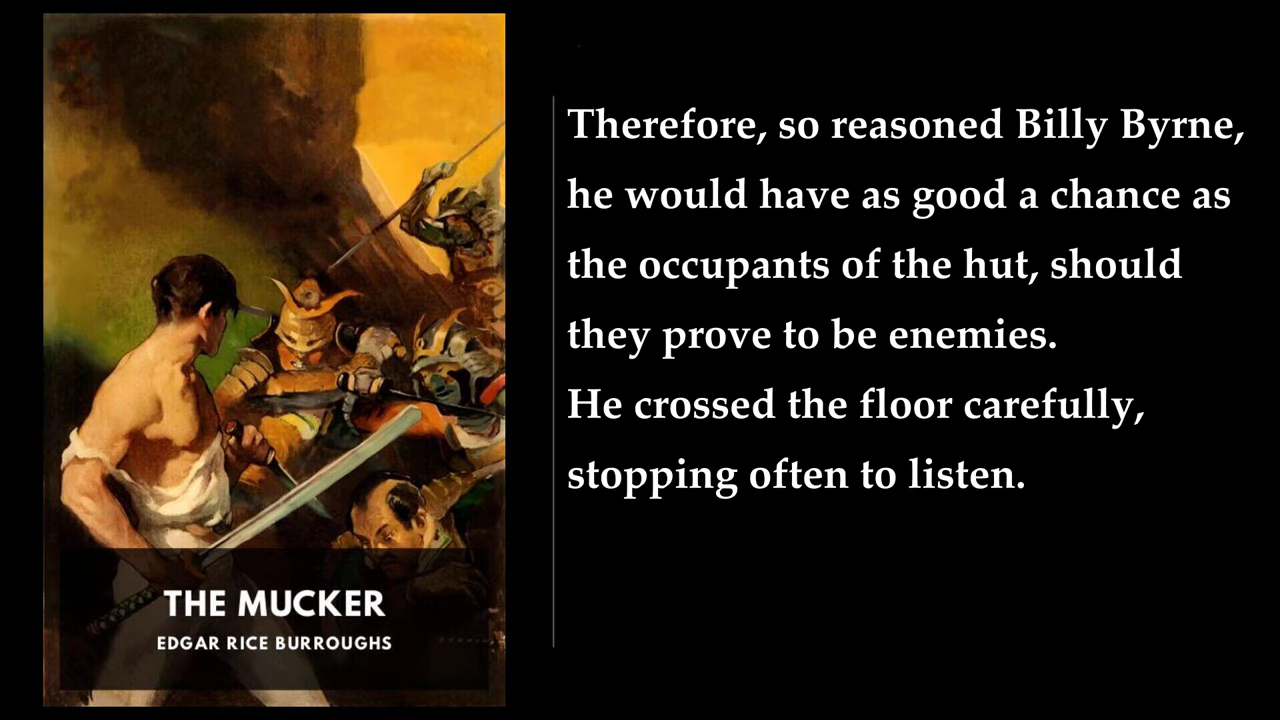 THE MUCKER
EDGAR RICE BURROUGHS
Therefore, so reasoned Billy Byrne,
he would have as good a chance as
the occupants of the hut, should
they prove to be enemies.
He crossed the floor carefully,
stopping often to listen.